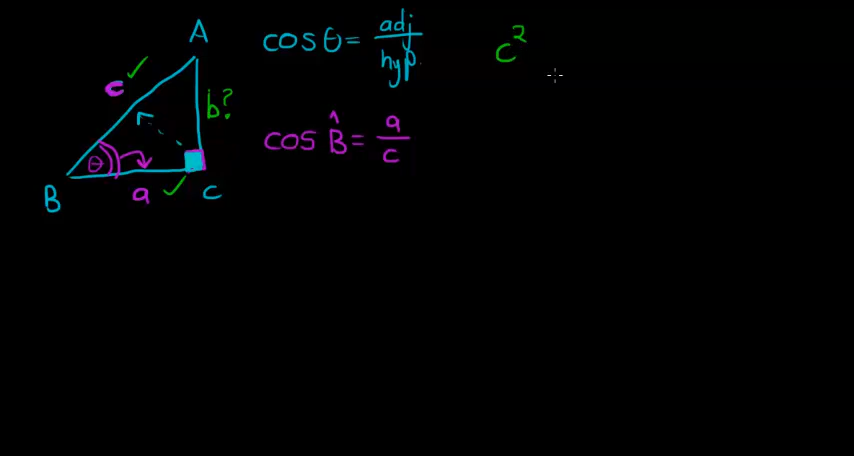 A
cos θ = adj/hyp.
c²
c
b?
cos B̂ = a/c
θ
B
a
C